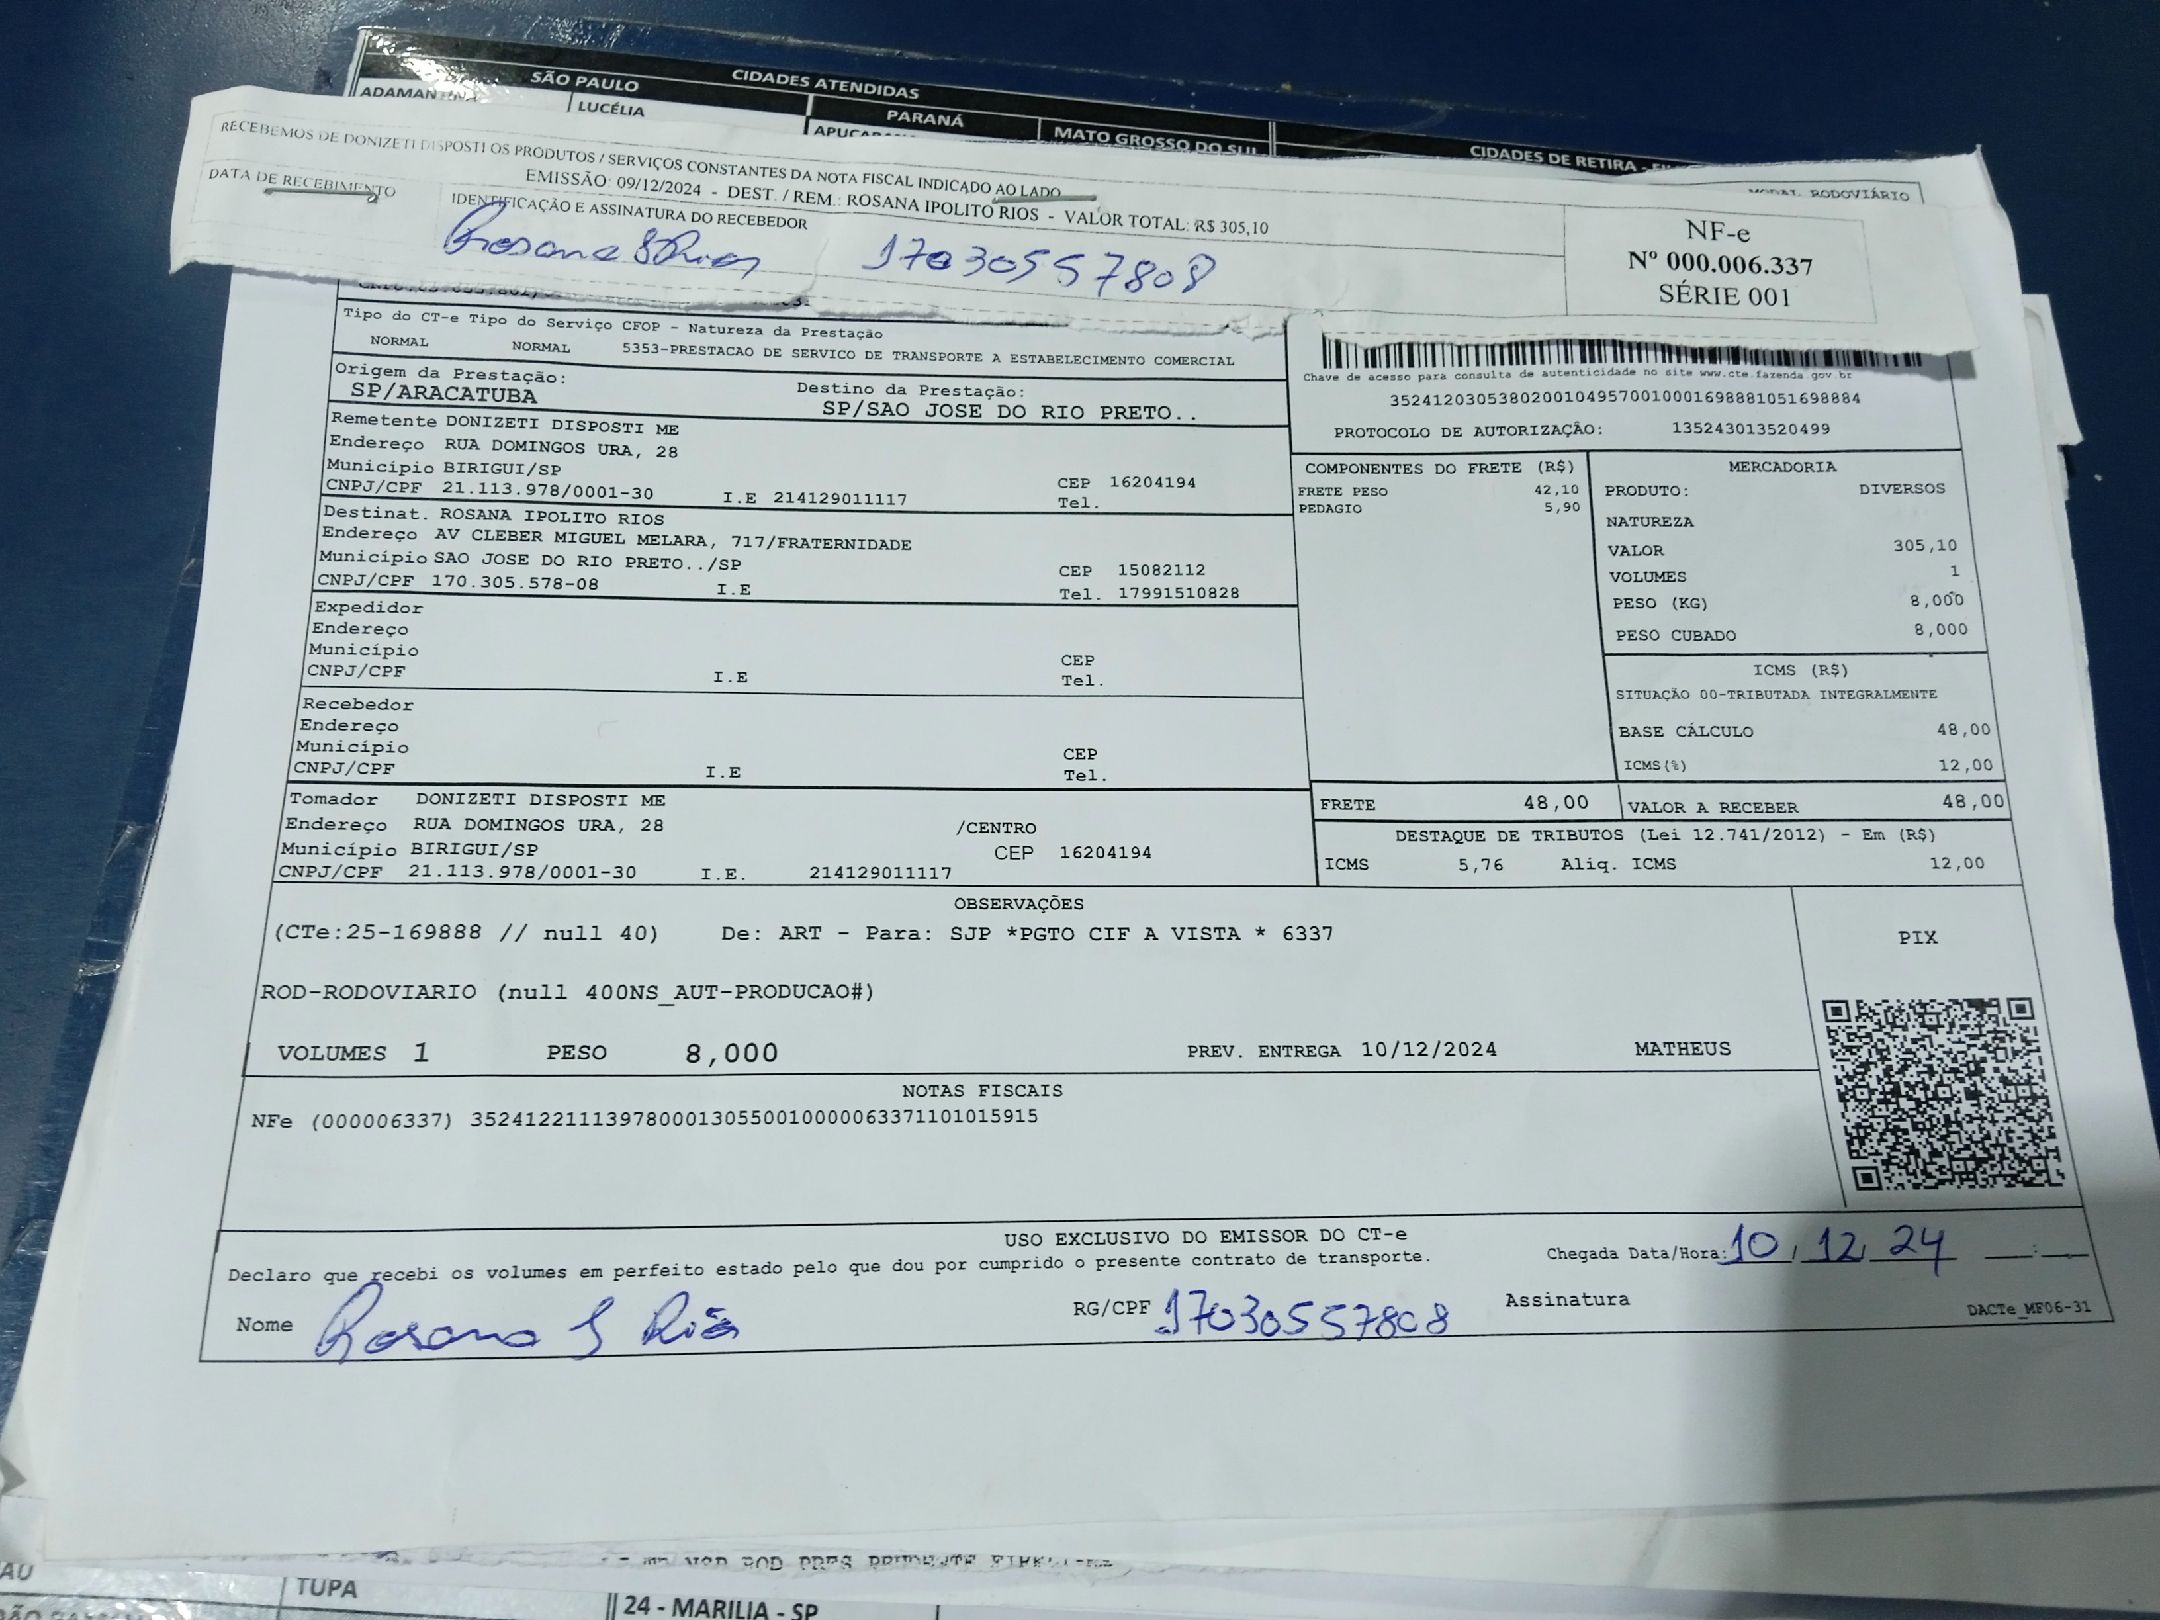 SÃO PAULO CIDADES ATENDIDAS
ADAMANTINA LUCÉLIA PARANÁ MATO GROSSO DO SUL CIDADES DE RETIRA
MODAL RODOVIÁRIO
RECEBEMOS DE DONIZETI DISPOSTI OS PRODUTOS / SERVIÇOS CONSTANTES DA NOTA FISCAL INDICADO AO LADO
EMISSÃO: 09/12/2024 - DEST. / REM.: ROSANA IPOLITO RIOS - VALOR TOTAL: R$ 305,10
DATA DE RECEBIMENTO IDENTIFICAÇÃO E ASSINATURA DO RECEBEDOR
17030557808
NF-e
Nº 000.006.337
SÉRIE 001
Tipo do CT-e Tipo do Serviço CFOP - Natureza da Prestação
NORMAL NORMAL 5353-PRESTACAO DE SERVICO DE TRANSPORTE A ESTABELECIMENTO COMERCIAL
Origem da Prestação: Destino da Prestação:
SP/ARACATUBA SP/SAO JOSE DO RIO PRETO..
Chave de acesso para consulta de autenticidade no site www.cte.fazenda.gov.br
35241203053802001049570010001698881051698884
PROTOCOLO DE AUTORIZAÇÃO: 135243013520499
Remetente DONIZETI DISPOSTI ME
Endereço RUA DOMINGOS URA, 28
Município BIRIGUI/SP CEP 16204194
CNPJ/CPF 21.113.978/0001-30 I.E 214129011117 Tel.
Destinat. ROSANA IPOLITO RIOS
Endereço AV CLEBER MIGUEL MELARA, 717/FRATERNIDADE
Município SAO JOSE DO RIO PRETO../SP CEP 15082112
CNPJ/CPF 170.305.578-08 I.E Tel. 17991510828
Expedidor
Endereço
Município CEP
CNPJ/CPF I.E Tel.
Recebedor
Endereço
Município CEP
CNPJ/CPF I.E Tel.
Tomador DONIZETI DISPOSTI ME
Endereço RUA DOMINGOS URA, 28 /CENTRO
Município BIRIGUI/SP CEP 16204194
CNPJ/CPF 21.113.978/0001-30 I.E. 214129011117
COMPONENTES DO FRETE (R$)
FRETE PESO 42,10
PEDAGIO 5,90
MERCADORIA
PRODUTO: DIVERSOS
NATUREZA
VALOR 305,10
VOLUMES 1
PESO (KG) 8,000
PESO CUBADO 8,000
ICMS (R$)
SITUAÇÃO 00-TRIBUTADA INTEGRALMENTE
BASE CÁLCULO 48,00
ICMS(%) 12,00
FRETE 48,00 VALOR A RECEBER 48,00
DESTAQUE DE TRIBUTOS (Lei 12.741/2012) - Em (R$)
ICMS 5,76 Aliq. ICMS 12,00
OBSERVAÇÕES
(CTe:25-169888 // null 40) De: ART - Para: SJP *PGTO CIF A VISTA * 6337
PIX
ROD-RODOVIARIO (null 400NS_AUT-PRODUCAO#)
VOLUMES 1 PESO 8,000 PREV. ENTREGA 10/12/2024 MATHEUS
NOTAS FISCAIS
NFe (000006337) 35241221113978000130550010000063371101015915
USO EXCLUSIVO DO EMISSOR DO CT-e
Declaro que recebi os volumes em perfeito estado pelo que dou por cumprido o presente contrato de transporte. Chegada Data/Hora: 10/12/24
Nome Rosana I Rios RG/CPF 17030557808 Assinatura
DACTe_MF06-31
TUPA 24 - MARILIA - SP